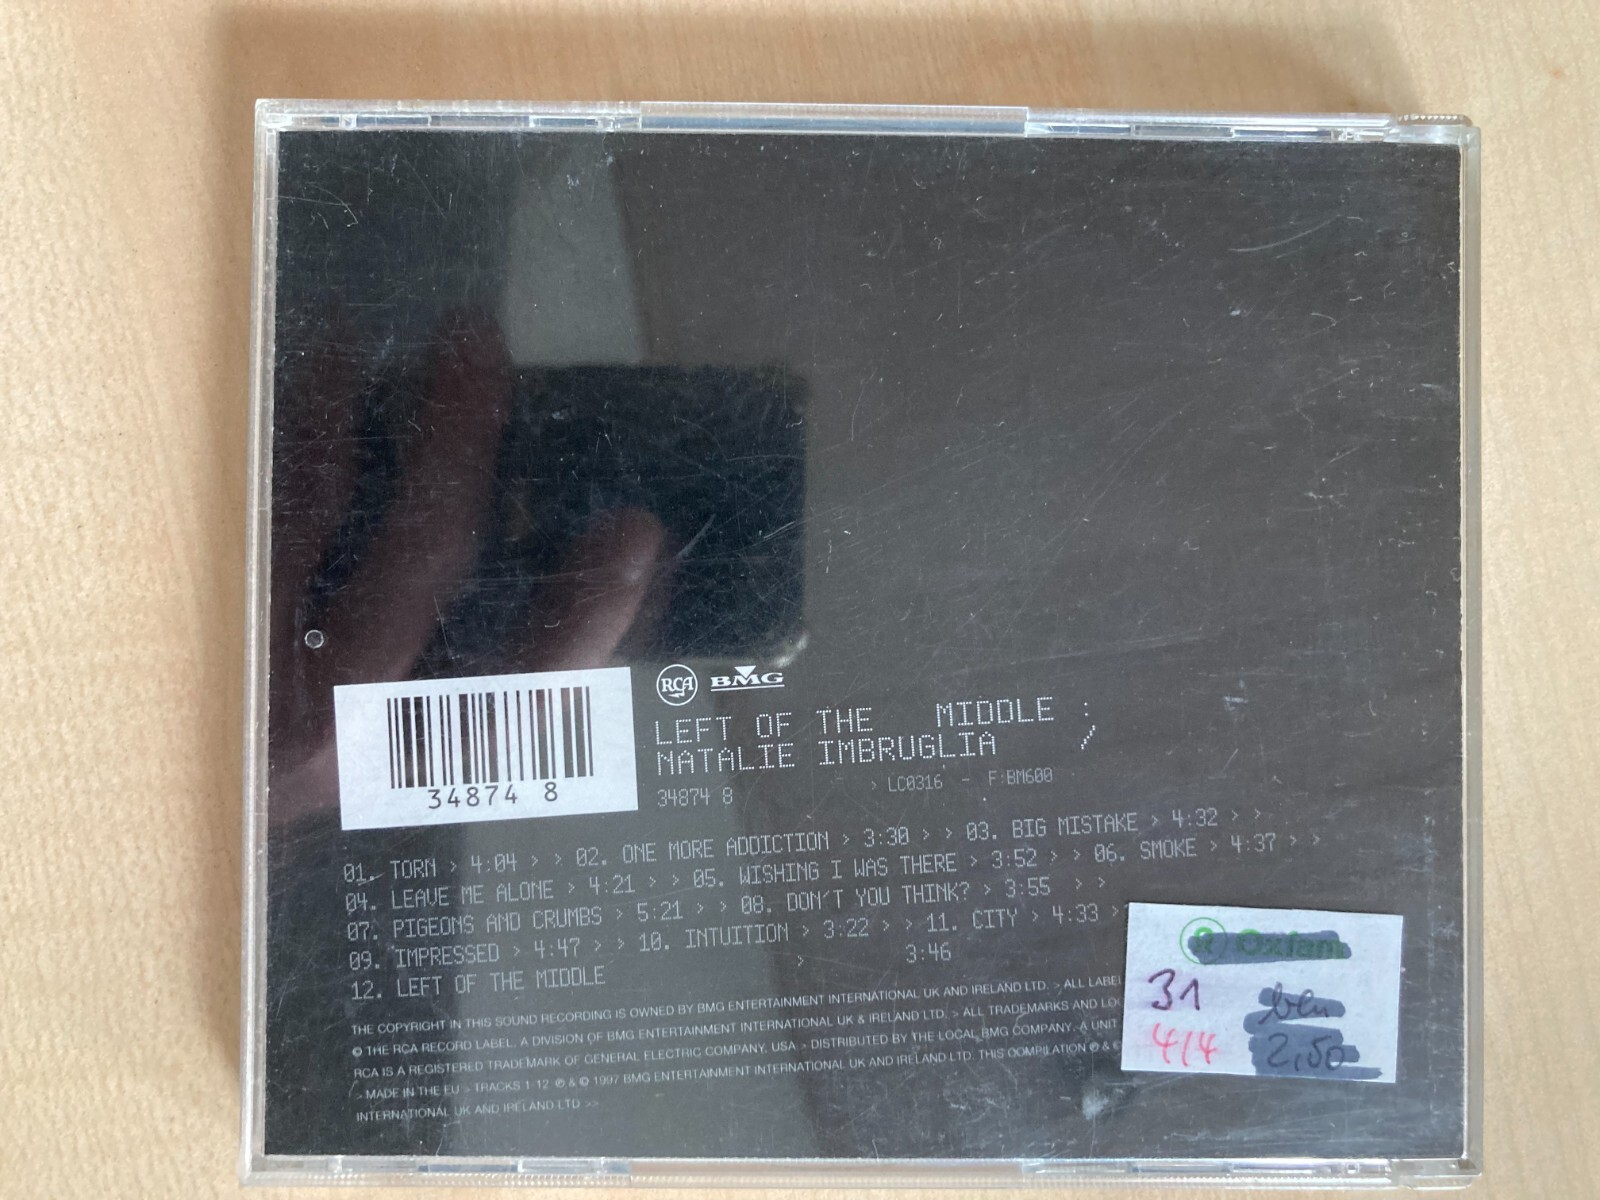 RCA BMG
LEFT OF THE MIDDLE :
NATALIE IMBRUGLIA /
34874 8 > LC0316 - F:BM600
34874 8
01. TORN > 4:04 > > 02. ONE MORE ADDICTION > 3:30 > > 03. BIG MISTAKE > 4:32 > >
04. LEAVE ME ALONE > 4:21 > > 05. WISHING I WAS THERE > 3:52 > > 06. SMOKE > 4:37 > >
07. PIGEONS AND CRUMBS > 5:21 > > 08. DON'T YOU THINK? > 3:55 > >
09. IMPRESSED > 4:47 > > 10. INTUITION > 3:22 > > 11. CITY > 4:33 >
12. LEFT OF THE MIDDLE > 3:46
THE COPYRIGHT IN THIS SOUND RECORDING IS OWNED BY BMG ENTERTAINMENT INTERNATIONAL UK AND IRELAND LTD. > ALL LABEL
© THE RCA RECORD LABEL. A DIVISION OF BMG ENTERTAINMENT INTERNATIONAL UK & IRELAND LTD. > ALL TRADEMARKS AND
RCA IS A REGISTERED TRADEMARK OF GENERAL ELECTRIC COMPANY, USA > DISTRIBUTED BY THE LOCAL BMG COMPANY. A UNIT
> MADE IN THE EU > TRACKS 1-12 ℗ & © 1997 BMG ENTERTAINMENT INTERNATIONAL UK AND IRELAND LTD. THIS COMPILATION ℗ &
INTERNATIONAL UK AND IRELAND LTD >>
Oxfam
31
4/4 2,50